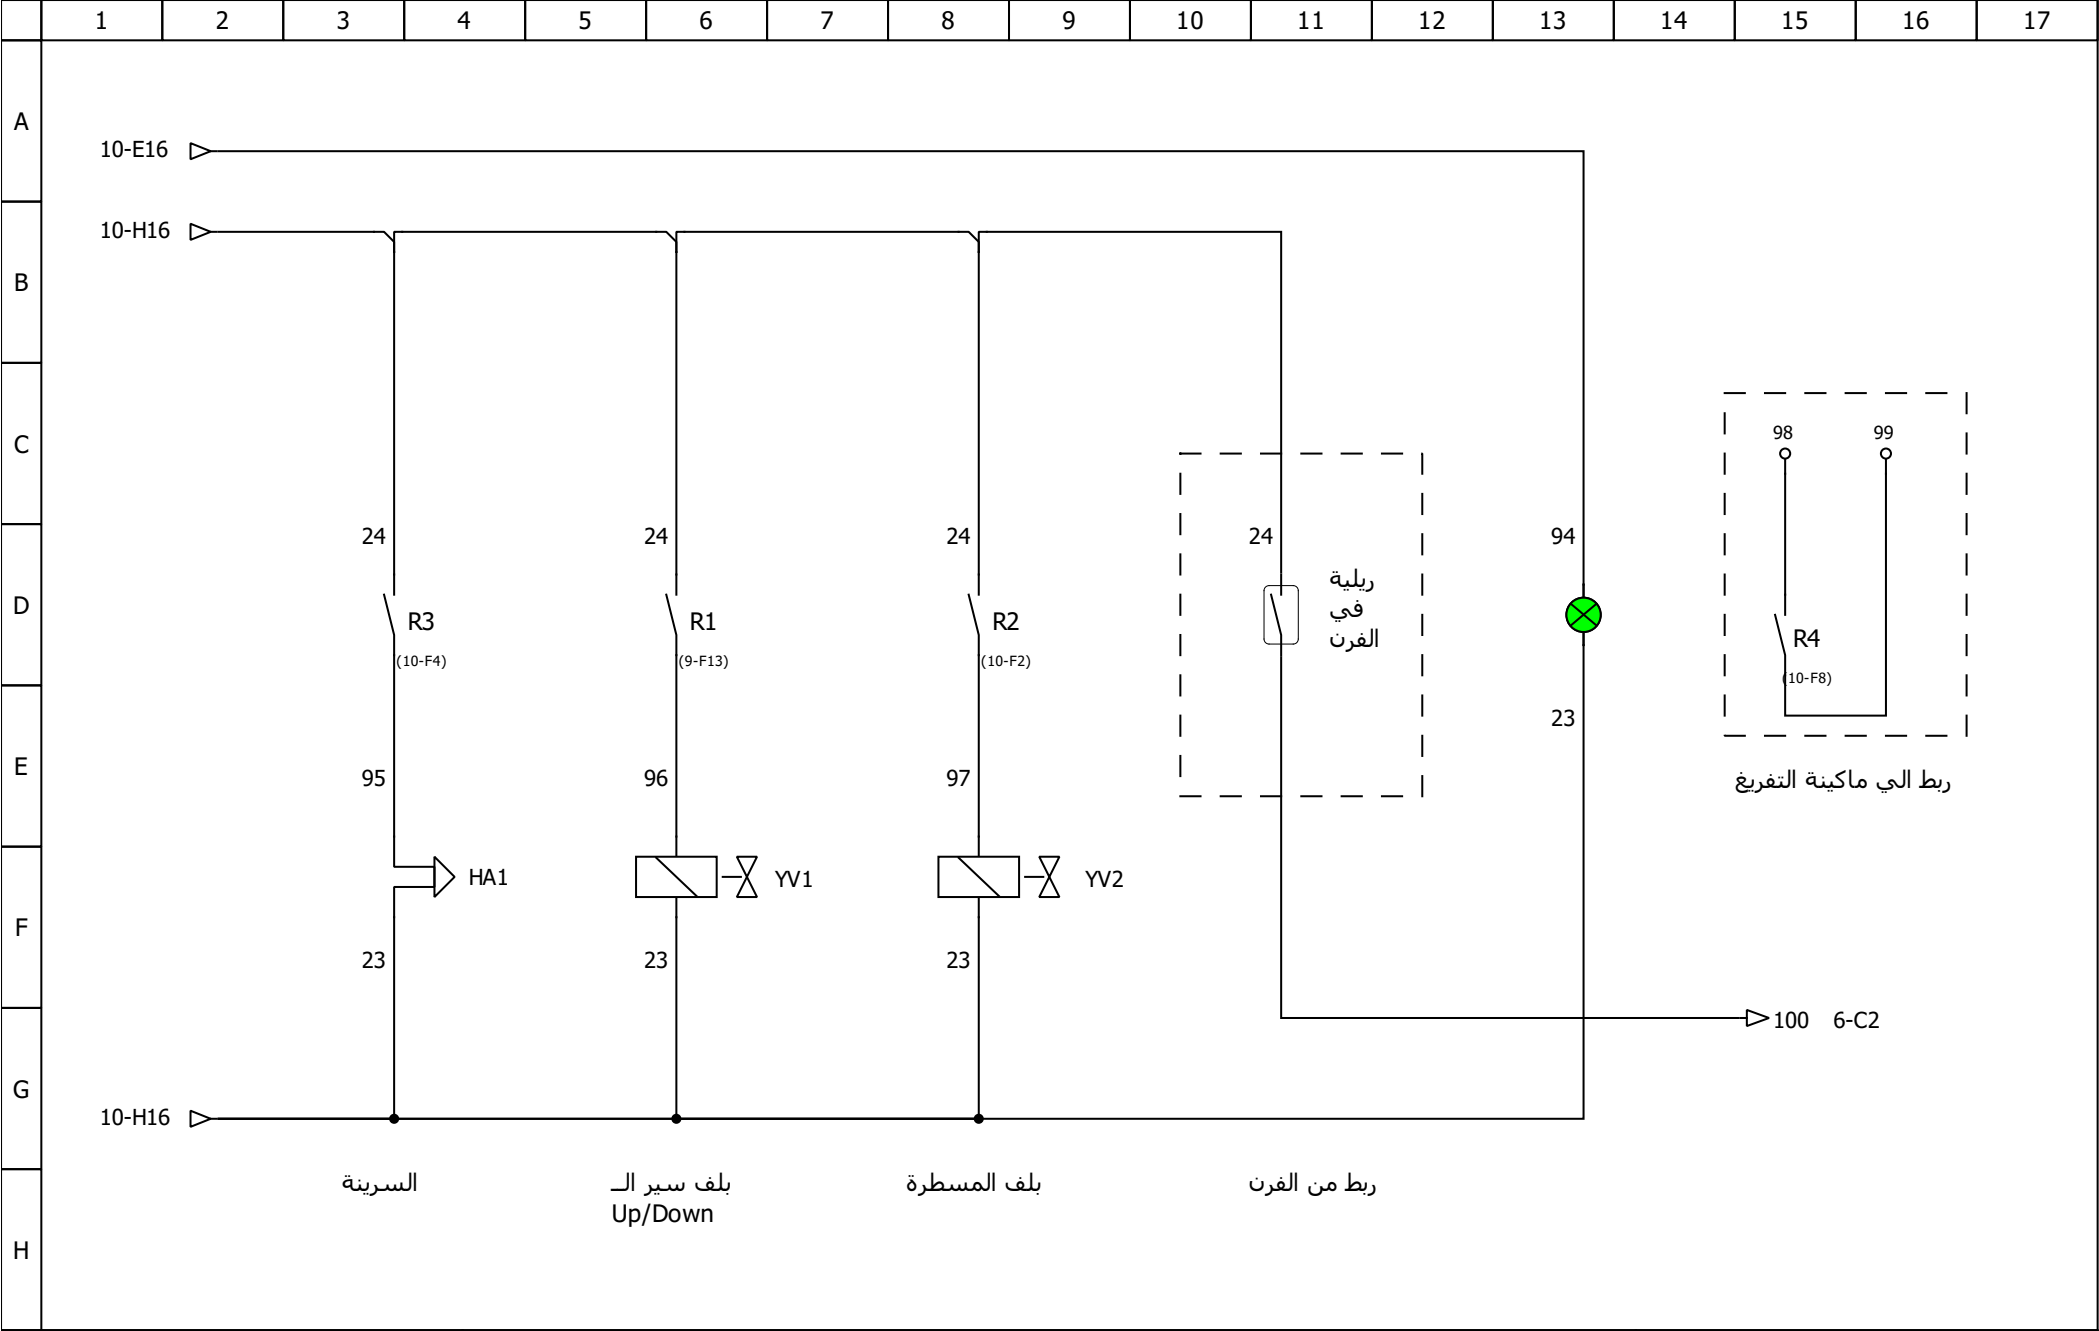 1 2 3 4 5 6 7 8 9 10 11 12 13 14 15 16 17
A
10-E16
10-H16
B
C
98 99
24 24 24 24 94
D
R3 R1 R2
ريلية
في
الفرن
R4
(10-F4) (9-F13) (10-F2)
(10-F8)
23
E
95 96 97
ربط الي ماكينة التفريغ
HA1 YV1 YV2
F
23 23 23
100 6-C2
G
10-H16
السرينة
بلف سير الــ
Up/Down
بلف المسطرة
ربط من الفرن
H